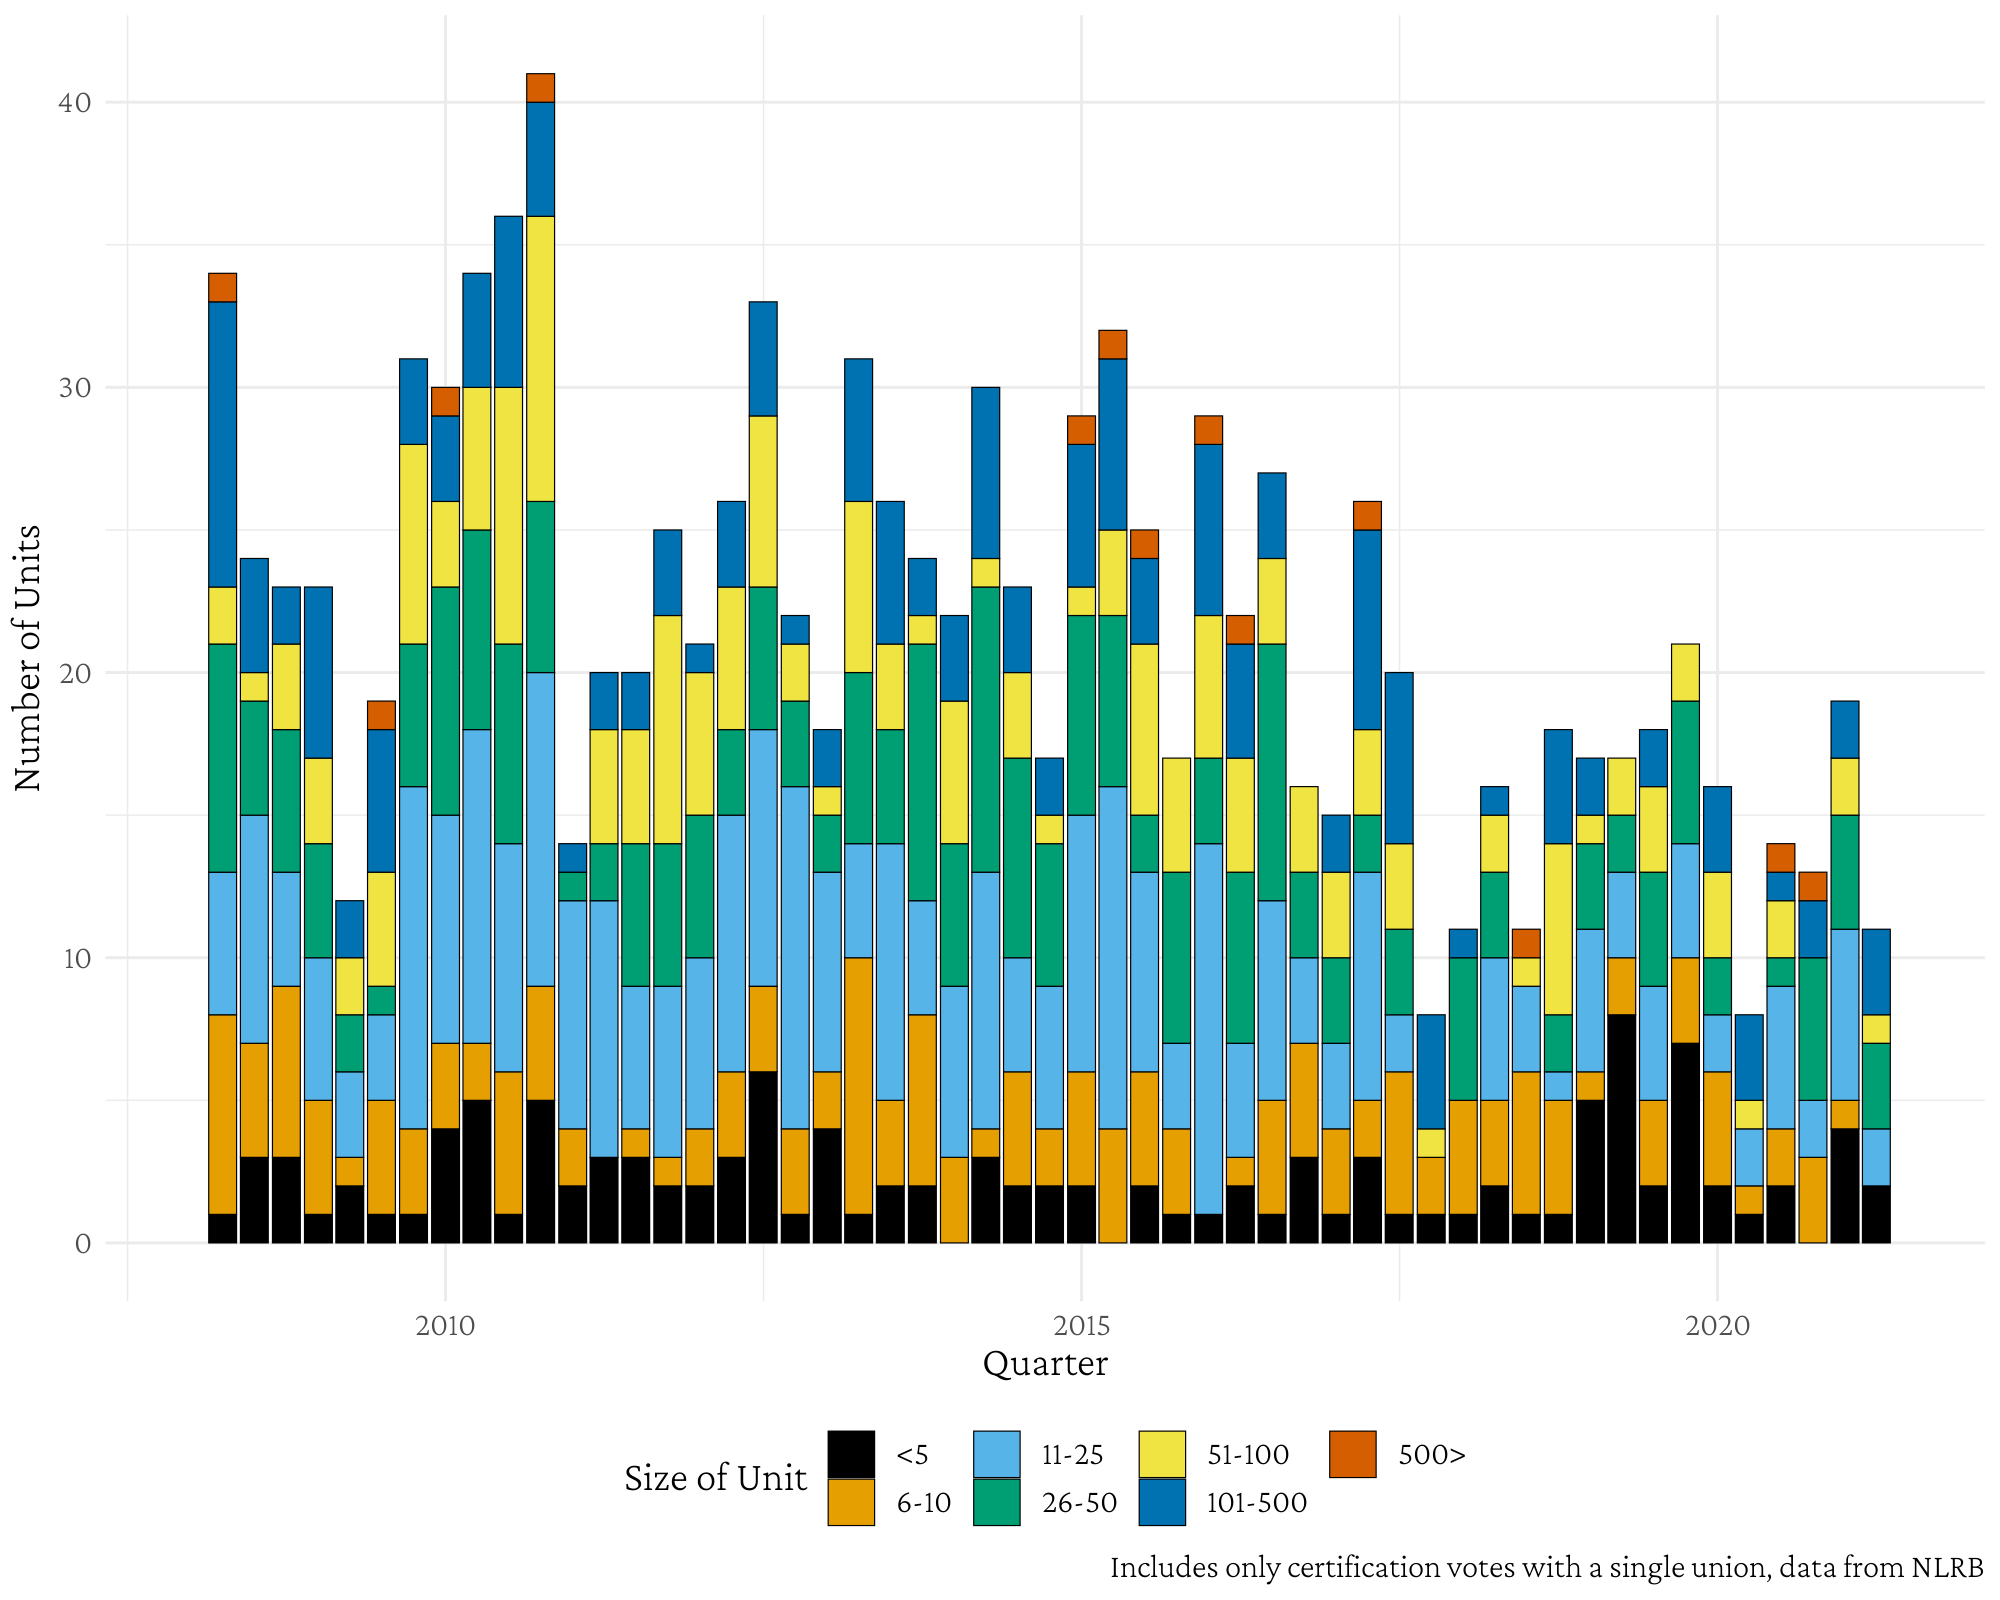 40
30
20
10
0
Number of Units
2010 2015 2020
Quarter
Size of Unit
<5 11-25 51-100 500>
6-10 26-50 101-500
Includes only certification votes with a single union, data from NLRB